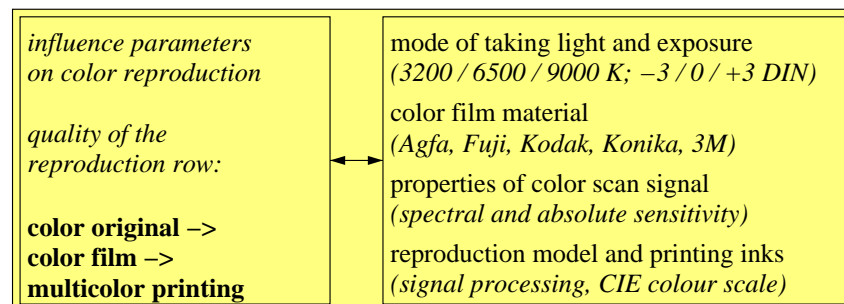 influence parameters
on color reproduction
quality of the
reproduction row:
color original −>
color film −>
multicolor printing
mode of taking light and exposure
(3200 / 6500 / 9000 K; −3 / 0 / +3 DIN)
color film material
(Agfa, Fuji, Kodak, Konika, 3M)
properties of color scan signal
(spectral and absolute sensitivity)
reproduction model and printing inks
(signal processing, CIE colour scale)